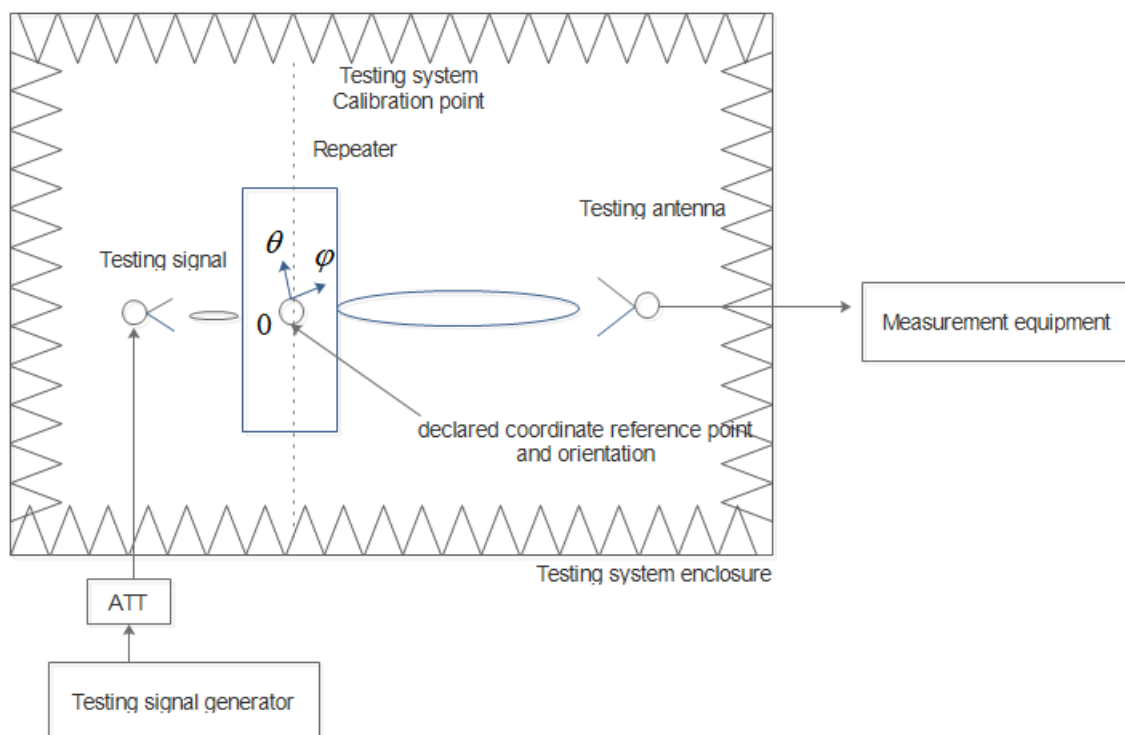 Testing system
Calibration point
Repeater
Testing antenna
θ
φ
Testing signal
0
Measurement equipment
declared coordinate reference point
and orientation
Testing system enclosure
ATT
Testing signal generator